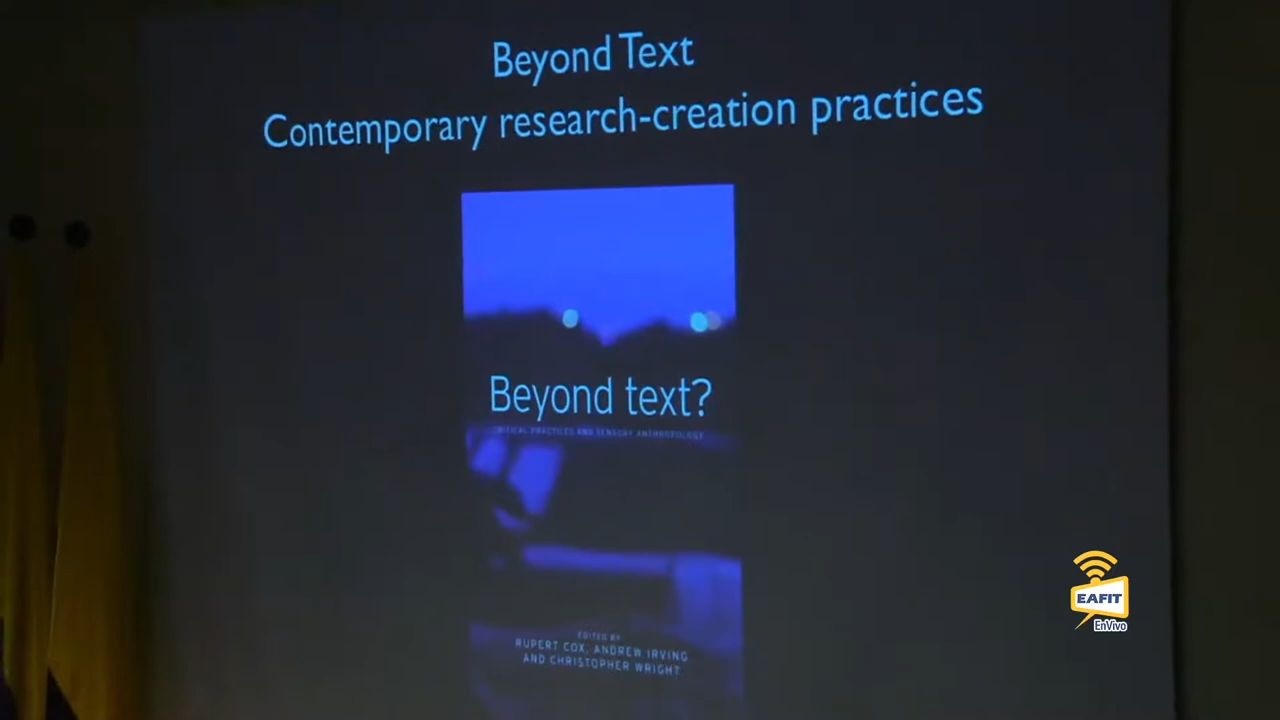 Beyond Text
Contemporary research-creation practices
Beyond text?
CRITICAL PRACTICES AND SENSORY ANTHROPOLOGY
EDITED BY
RUPERT COX, ANDREW IRVING
AND CHRISTOPHER WRIGHT
EAFIT
EnVivo